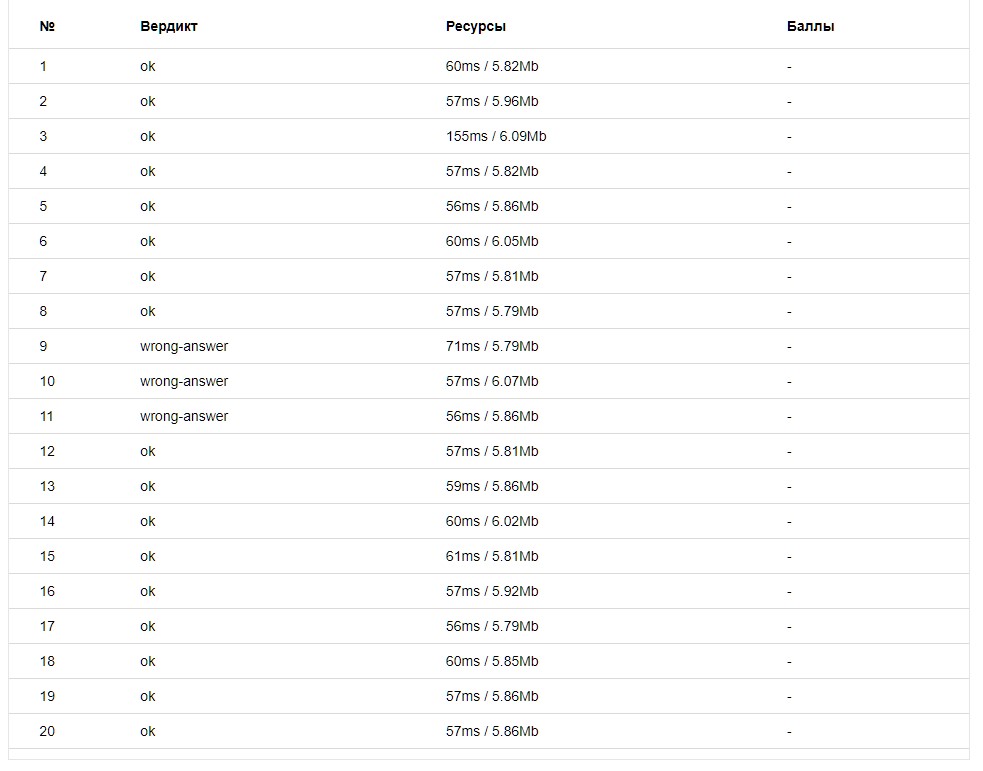 № Вердикт Ресурсы Баллы
1 ok 60ms / 5.82Mb -
2 ok 57ms / 5.96Mb -
3 ok 155ms / 6.09Mb -
4 ok 57ms / 5.82Mb -
5 ok 56ms / 5.86Mb -
6 ok 60ms / 6.05Mb -
7 ok 57ms / 5.81Mb -
8 ok 57ms / 5.79Mb -
9 wrong-answer 71ms / 5.79Mb -
10 wrong-answer 57ms / 6.07Mb -
11 wrong-answer 56ms / 5.86Mb -
12 ok 57ms / 5.81Mb -
13 ok 59ms / 5.86Mb -
14 ok 60ms / 6.02Mb -
15 ok 61ms / 5.81Mb -
16 ok 57ms / 5.92Mb -
17 ok 56ms / 5.79Mb -
18 ok 60ms / 5.85Mb -
19 ok 57ms / 5.86Mb -
20 ok 57ms / 5.86Mb -